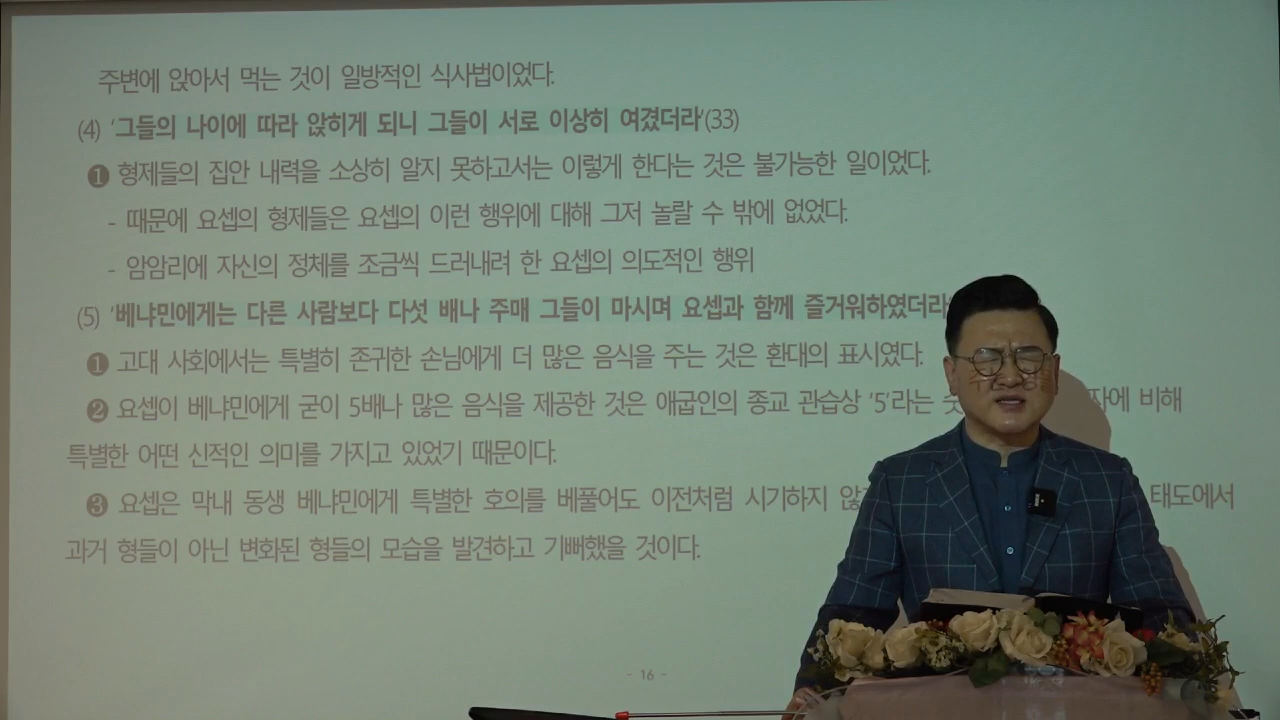 주변에 앉아서 먹는 것이 일방적인 식사법이었다.
(4) '그들의 나이에 따라 앉히게 되니 그들이 서로 이상히 여겼더라'(33)
❶ 형제들의 집안 내력을 소상히 알지 못하고서는 이렇게 한다는 것은 불가능한 일이었다.
- 때문에 요셉의 형제들은 요셉의 이런 행위에 대해 그저 놀랄 수 밖에 없었다.
- 암암리에 자신의 정체를 조금씩 드러내려 한 요셉의 의도적인 행위
(5) '베냐민에게는 다른 사람보다 다섯 배나 주매 그들이 마시며 요셉과 함께 즐거워하였더라
❶ 고대 사회에서는 특별히 존귀한 손님에게 더 많은 음식을 주는 것은 환대의 표시였다.
❷ 요셉이 베냐민에게 굳이 5배나 많은 음식을 제공한 것은 애굽인의 종교 관습상 '5'라는 비해
특별한 어떤 신적인 의미를 가지고 있었기 때문이다.
❸ 요셉은 막내 동생 베냐민에게 특별한 호의를 베풀어도 이전처럼 시기하지 태도에서
과거 형들이 아닌 변화된 형들의 모습을 발견하고 기뻐했을 것이다.
- 16 -